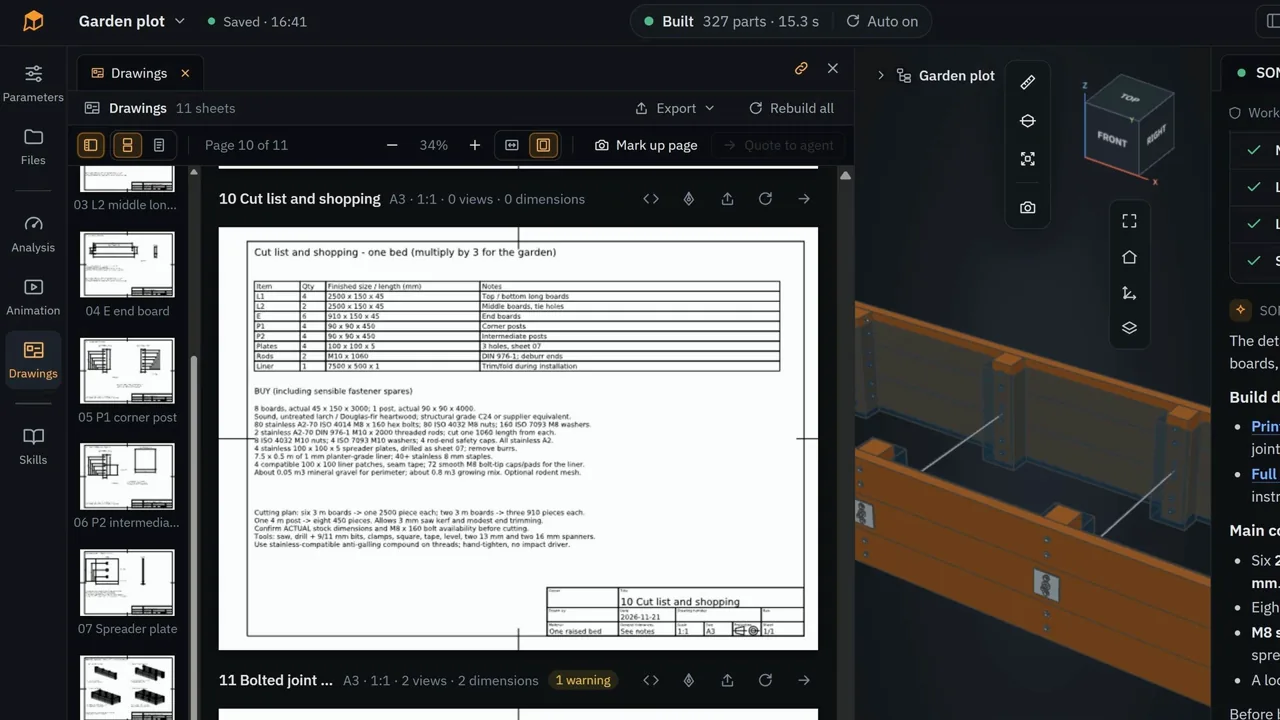 Garden plot
Saved · 16:41
Built 327 parts · 15.3 s
Auto on
Parameters
Files
Analysis
Animation
Drawings
Skills
Drawings
Drawings 11 sheets
Export
Rebuild all
Page 10 of 11
34%
Mark up page
Quote to agent
03 L2 middle lon...
04 E end board
05 P1 corner post
06 P2 intermedia...
07 Spreader plate
10 Cut list and shopping A3 · 1:1 · 0 views · 0 dimensions
Cut list and shopping - one bed (multiply by 3 for the garden)
Item Qty Finished size / length (mm) Notes
L1 4 2500 x 150 x 45 Top / bottom long boards
L2 2 2500 x 150 x 45 Middle boards, tie holes
E 6 910 x 150 x 45 End boards
P1 4 90 x 90 x 450 Corner posts
P2 4 90 x 90 x 450 Intermediate posts
Plates 4 100 x 100 x 5 3 holes, sheet 07
Rods 2 M10 x 1060 DIN 976-1; deburr ends
Liner 1 7500 x 500 x 1 Trim/fold during installation
BUY (including sensible fastener spares)
8 boards, actual 45 x 150 x 3000; 1 post, actual 90 x 90 x 4000.
Sound, untreated larch / Douglas-fir heartwood; structural grade C24 or supplier equivalent.
80 stainless A2-70 ISO 4014 M8 x 160 hex bolts; 80 ISO 4032 M8 nuts; 160 ISO 7093 M8 washers.
2 stainless A2-70 DIN 976-1 M10 x 2000 threaded rods; cut one 1060 length from each.
8 ISO 4032 M10 nuts; 4 ISO 7093 M10 washers; 4 rod-end safety caps. All stainless A2.
4 stainless 100 x 100 x 5 spreader plates, drilled as sheet 07; remove burrs.
7.5 x 0.5 m of 1 mm planter-grade liner; 40+ stainless 8 mm staples.
4 compatible 100 x 100 liner patches, seam tape; 72 smooth M8 bolt-tip caps/pads for the liner.
About 0.05 m3 mineral gravel for perimeter; about 0.8 m3 growing mix. Optional rodent mesh.
Cutting plan: six 3 m boards -> one 2500 piece each; two 3 m boards -> three 910 pieces each.
One 4 m post -> eight 450 pieces. Allows 3 mm saw kerf and modest end trimming.
Confirm ACTUAL stock dimensions and M8 x 160 bolt availability before cutting.
Tools: saw, drill + 9/11 mm bits, clamps, square, tape, level, two 13 mm and two 16 mm spanners.
Use stainless-compatible anti-galling compound on threads; hand-tighten, no impact driver.
10 Cut list and shopping
2026-11-21
One raised bed
See notes
1:1
A3
1/1
11 Bolted joint ... A3 · 1:1 · 2 views · 2 dimensions 1 warning
Garden plot
TOP
FRONT
RIGHT
Z
Y
X
SON
Work
The det
boards,
Build d
Print
joint
Full
instr
Main co
Six 2
mm.
Eigh
spre
A bo
Before